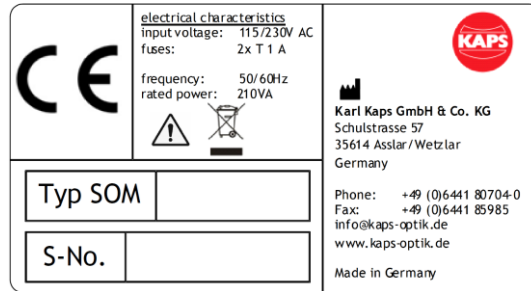 CE
electrical characteristics
input voltage: 115/230V AC
fuses: 2x T 1 A
frequency: 50/60Hz
rated power: 210VA
Typ SOM
S-No.
KAPS
Karl Kaps GmbH & Co. KG
Schulstrasse 57
35614 Asslar/Wetzlar
Germany
Phone: +49 (0)6441 80704-0
Fax: +49 (0)6441 85985
info@kaps-optik.de
www.kaps-optik.de
Made in Germany